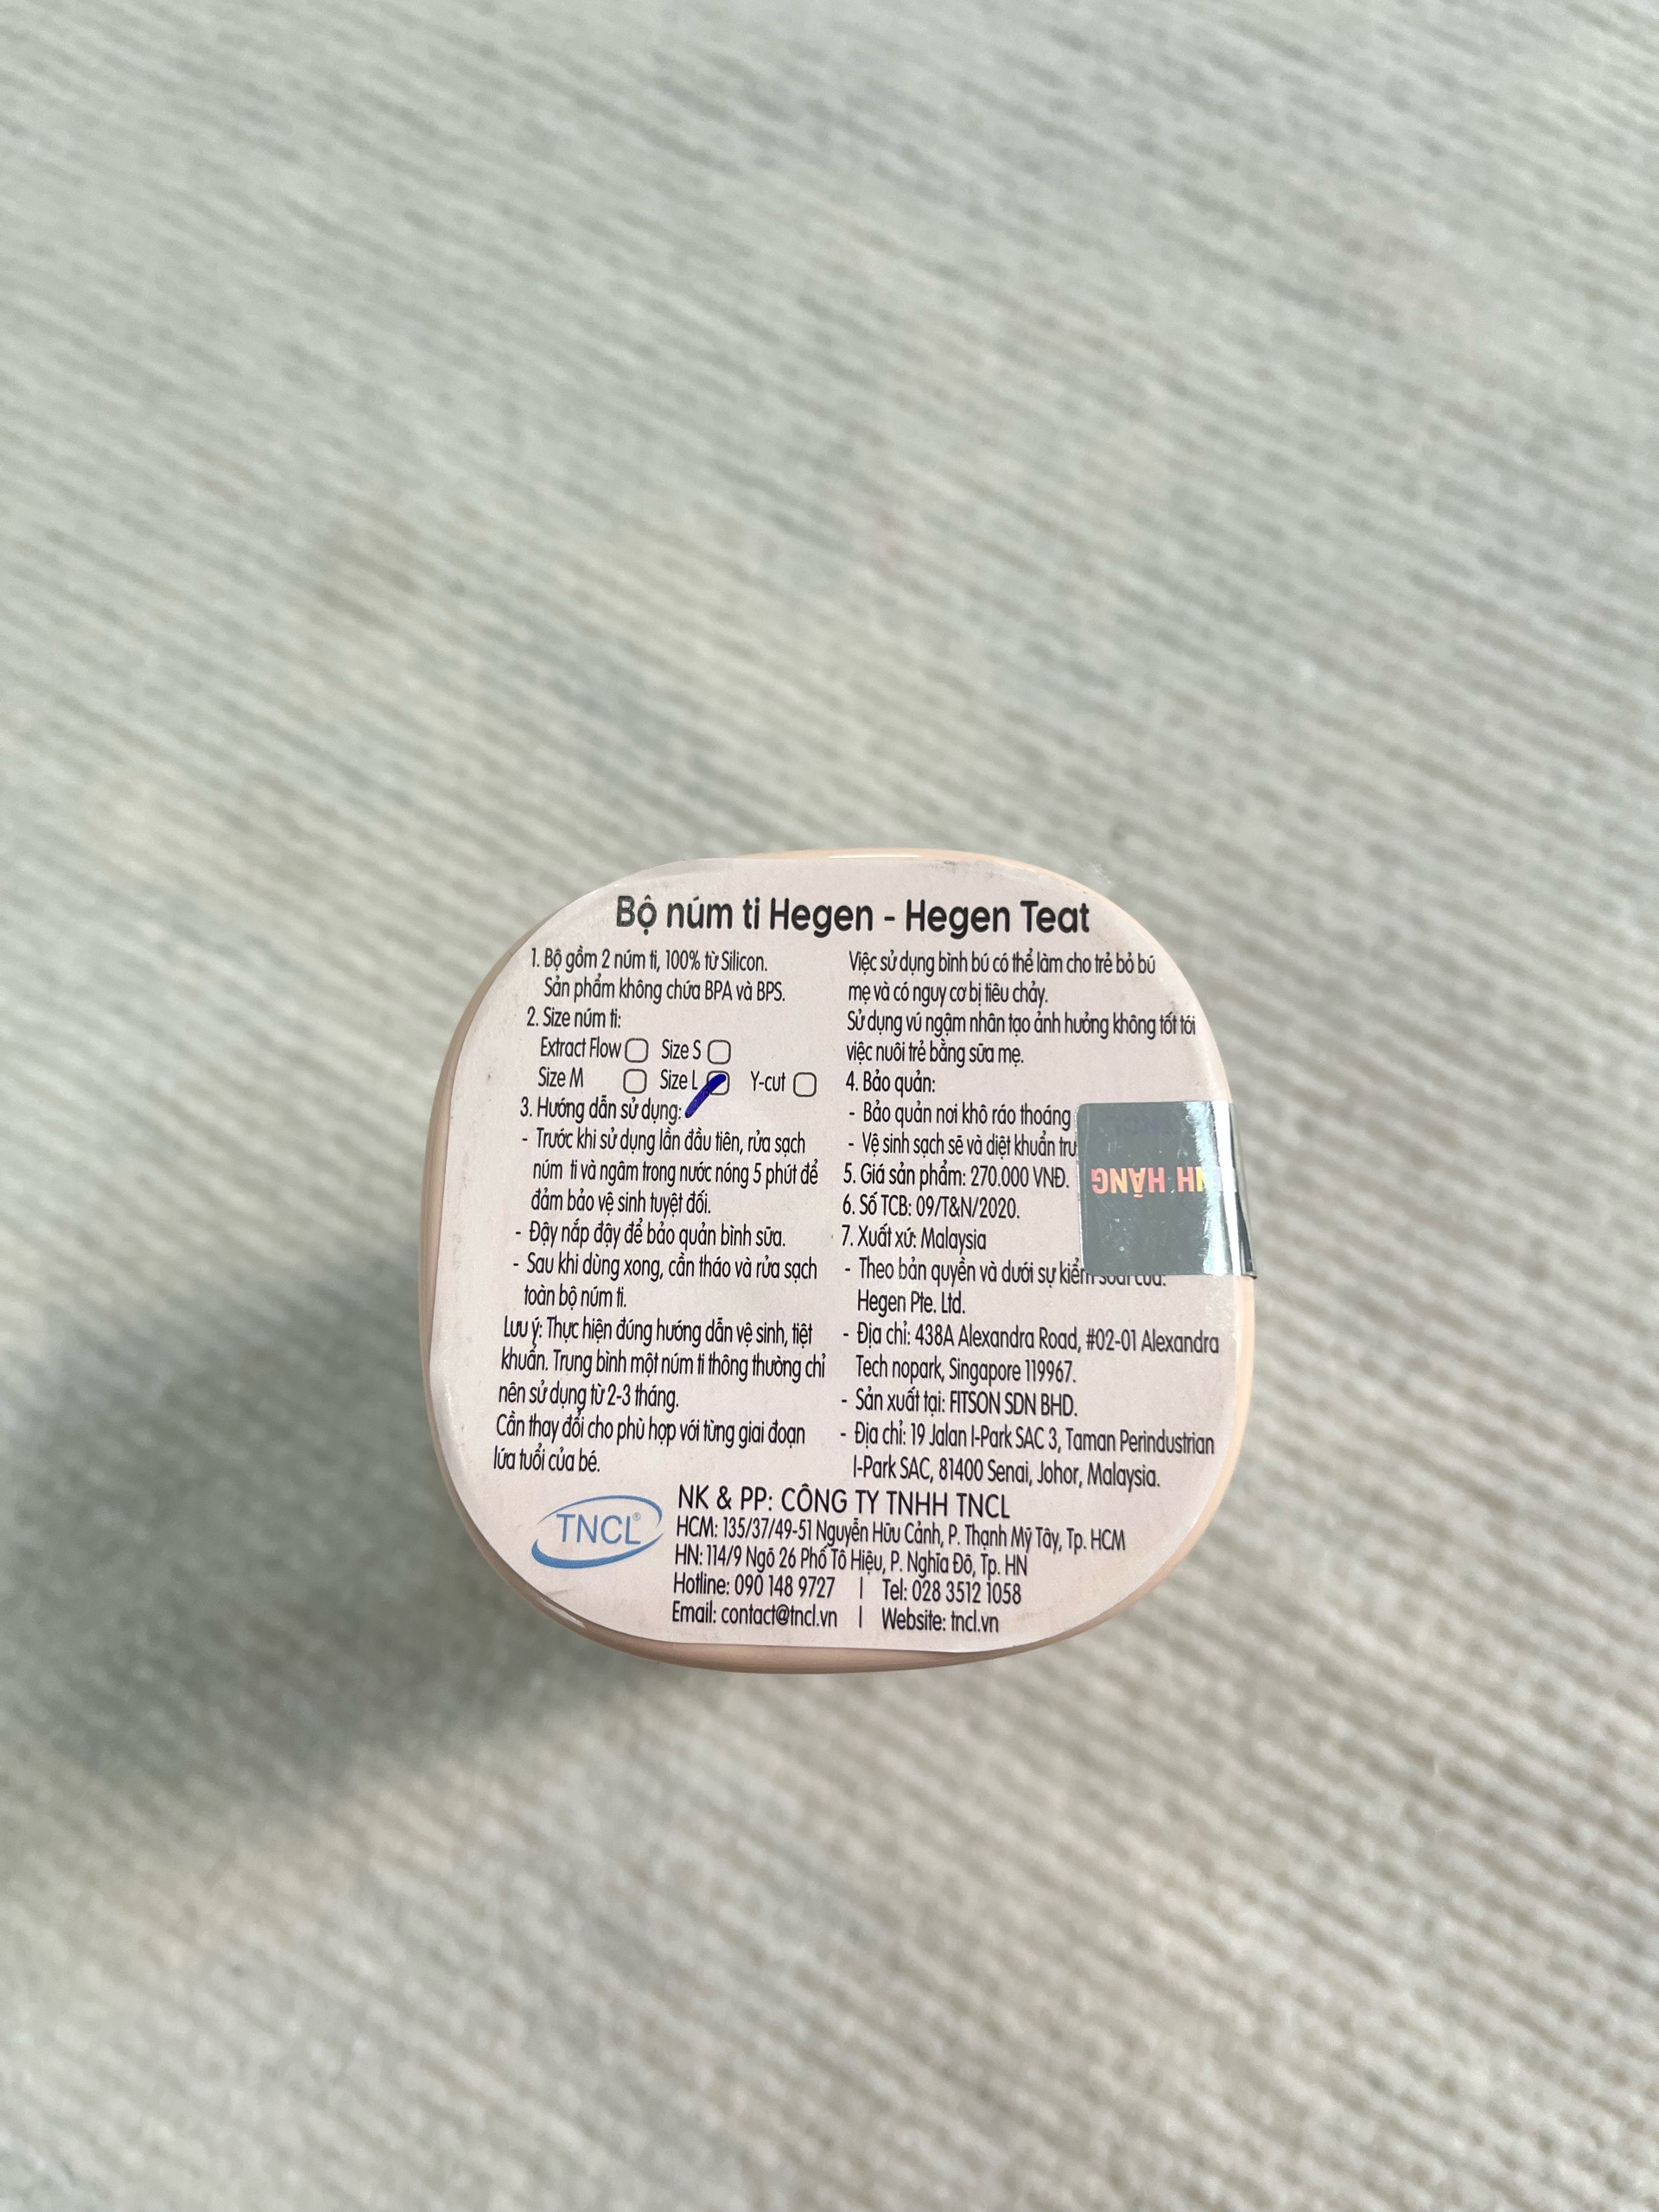 Bộ núm ti Hegen - Hegen Teat
1. Bộ gồm 2 núm ti, 100% từ Silicon.
Sản phẩm không chứa BPA và BPS.
2. Size núm ti:
Extract Flow Size S
Size M Size L Y-cut
3. Hướng dẫn sử dụng:
- Trước khi sử dụng lần đầu tiên, rửa sạch
núm ti và ngâm trong nước nóng 5 phút để
đảm bảo vệ sinh tuyệt đối.
- Đậy nắp đậy để bảo quản bình sữa.
- Sau khi dùng xong, cần tháo và rửa sạch
toàn bộ núm ti.
Lưu ý: Thực hiện đúng hướng dẫn vệ sinh, tiệt
khuẩn. Trung bình một núm ti thông thường chỉ
nên sử dụng từ 2-3 tháng.
Cần thay đổi cho phù hợp với từng giai đoạn
lứa tuổi của bé.
Việc sử dụng bình bú có thể làm cho trẻ bỏ bú
mẹ và có nguy cơ bị tiêu chảy.
Sử dụng vú ngậm nhân tạo ảnh hưởng không tốt tới
việc nuôi trẻ bằng sữa mẹ.
4. Bảo quản:
- Bảo quản nơi khô ráo thoáng
- Vệ sinh sạch sẽ và diệt khuẩn
5. Giá sản phẩm: 270.000 VNĐ.
6. Số TCB: 09/T&N/2020.
7. Xuất xứ: Malaysia
- Theo bản quyền và dưới sự kiểm soát của:
Hegen Pte. Ltd.
- Địa chỉ: 438A Alexandra Road, #02-01 Alexandra
Tech nopark, Singapore 119967.
- Sản xuất tại: FITSON SDN BHD.
- Địa chỉ: 19 Jalan I-Park SAC 3, Taman Perindustrian
I-Park SAC, 81400 Senai, Johor, Malaysia.
NH HÃNG
TNCL®
NK & PP: CÔNG TY TNHH TNCL
HCM: 135/37/49-51 Nguyễn Hữu Cảnh, P. Thạnh Mỹ Tây, Tp. HCM
HN: 114/9 Ngõ 26 Phố Tô Hiệu, P. Nghĩa Đô, Tp. HN
Hotline: 090 148 9727 | Tel: 028 3512 1058
Email: contact@tncl.vn | Website: tncl.vn